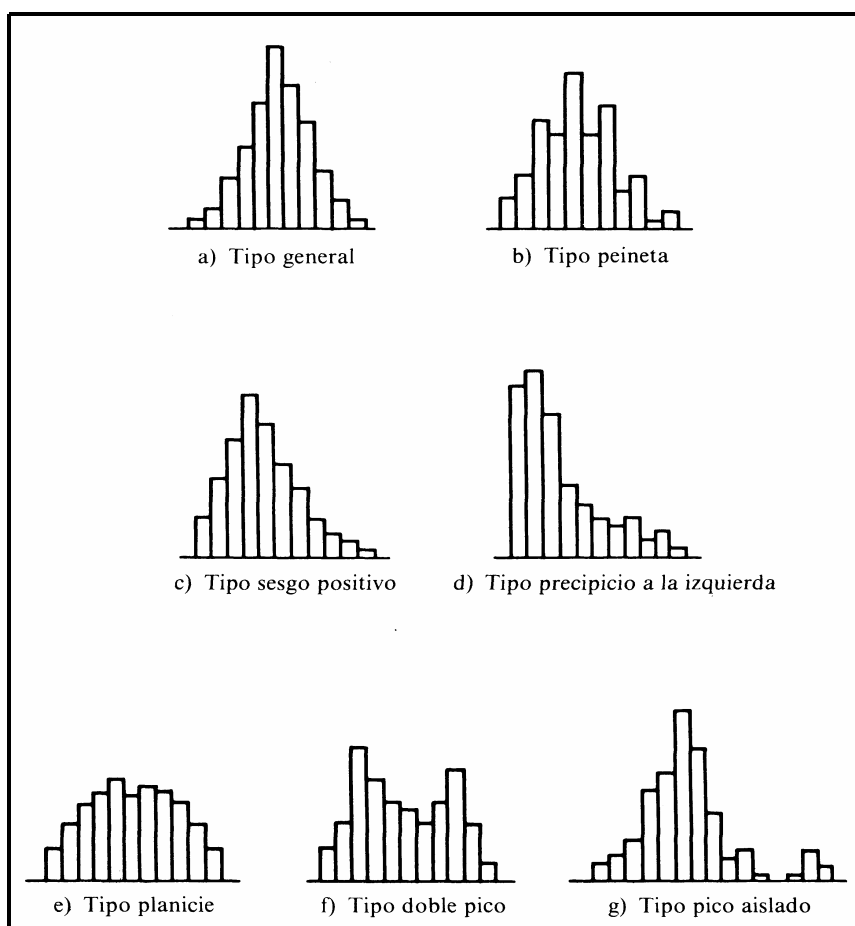 a) Tipo general
b) Tipo peineta
c) Tipo sesgo positivo
d) Tipo precipicio a la izquierda
e) Tipo planicie
f) Tipo doble pico
g) Tipo pico aislado